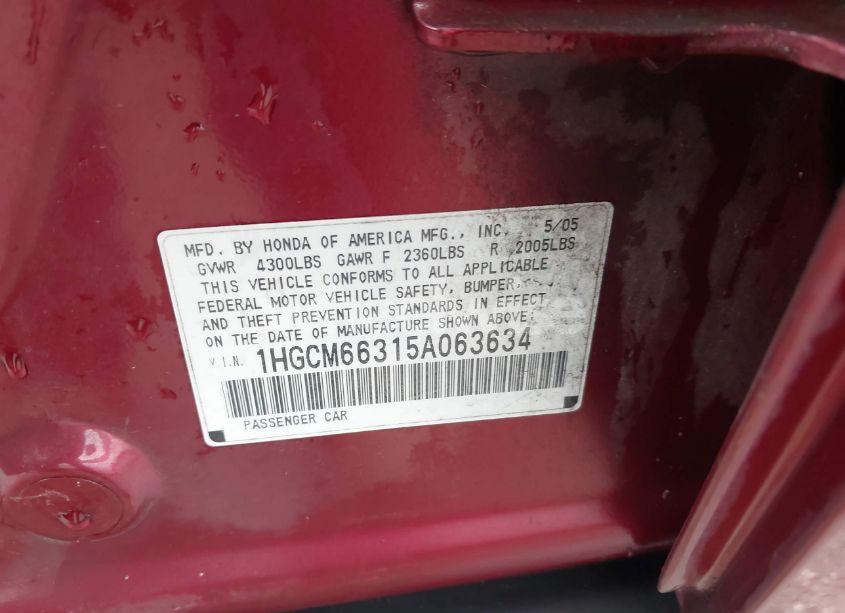 MFD. BY HONDA OF AMERICA MFG., INC. 5/05
GVWR 4300LBS GAWR F 2360LBS R 2005LBS
THIS VEHICLE CONFORMS TO ALL APPLICABLE
FEDERAL MOTOR VEHICLE SAFETY, BUMPER,
AND THEFT PREVENTION STANDARDS IN EFFECT
ON THE DATE OF MANUFACTURE SHOWN ABOVE.
V.I.N. 1HGCM66315A063634
PASSENGER CAR